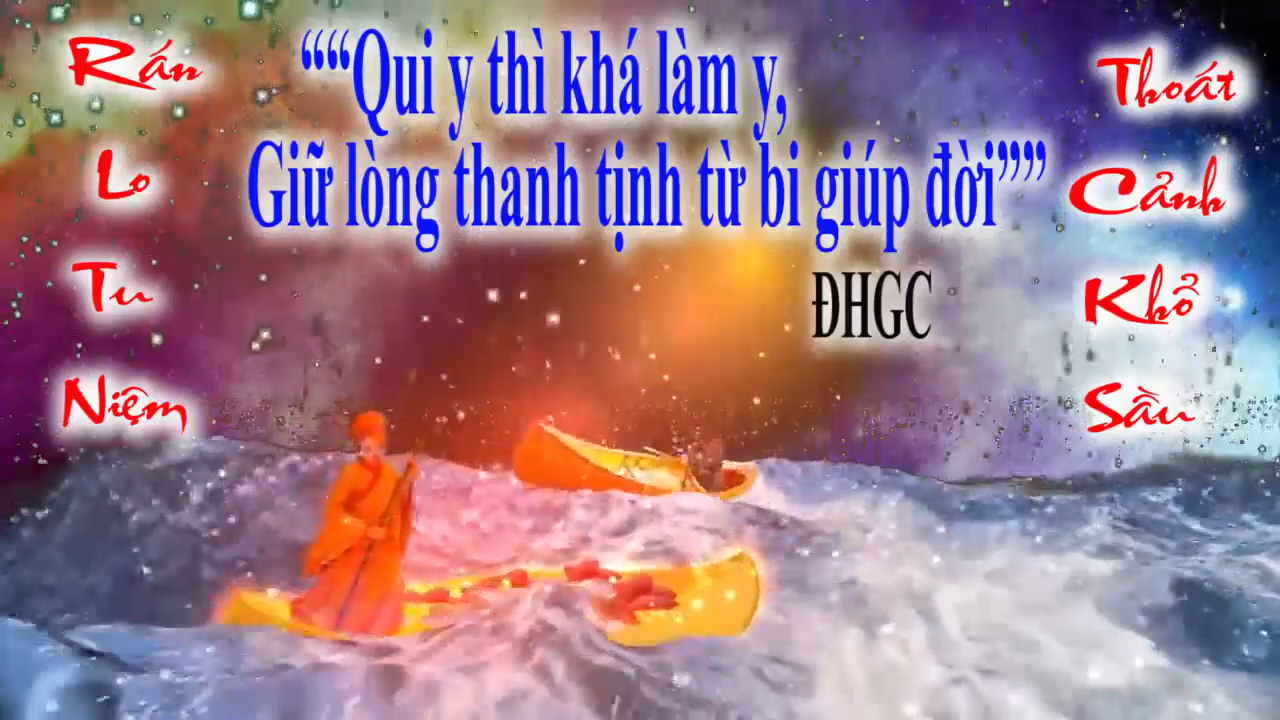 Rán
Lo
Tu
Niệm
““Qui y thì khá làm y,
Giữ lòng thanh tịnh từ bi giúp đời””
ĐHGC
Thoát
Cảnh
Khổ
Sầu